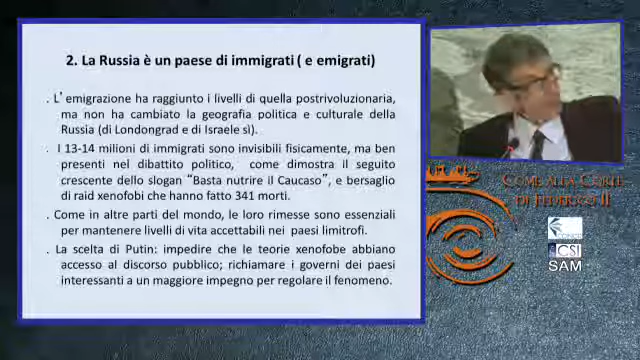 2. La Russia è un paese di immigrati ( e emigrati)
. L'emigrazione ha raggiunto i livelli di quella postrivoluzionaria,
ma non ha cambiato la geografia politica e culturale della
Russia (di Londongrad e di Israele sì).
. I 13-14 milioni di immigrati sono invisibili fisicamente, ma ben
presenti nel dibattito politico, come dimostra il seguito
crescente dello slogan "Basta nutrire il Caucaso", e bersaglio
di raid xenofobi che hanno fatto 341 morti.
. Come in altre parti del mondo, le loro rimesse sono essenziali
per mantenere livelli di vita accettabili nei paesi limitrofi.
. La scelta di Putin: impedire che le teorie xenofobe abbiano
accesso al discorso pubblico; richiamare i governi dei paesi
interessanti a un maggiore impegno per regolare il fenomeno.
COME ALLA CORTE
DI FEDERICO II
CSI
SAM